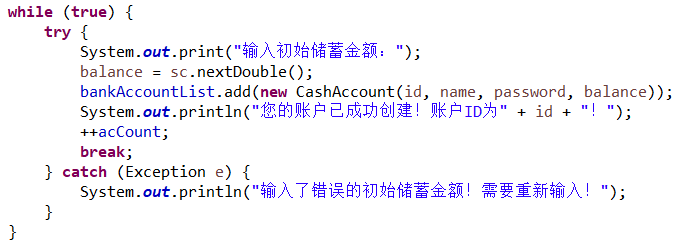 while (true) {
try {
System.out.print("输入初始储蓄金额：");
balance = sc.nextDouble();
bankAccountList.add(new CashAccount(id, name, password, balance));
System.out.println("您的账户已成功创建！账户ID为" + id + "！");
++acCount;
break;
} catch (Exception e) {
System.out.println("输入了错误的初始储蓄金额！需要重新输入！");
}
}